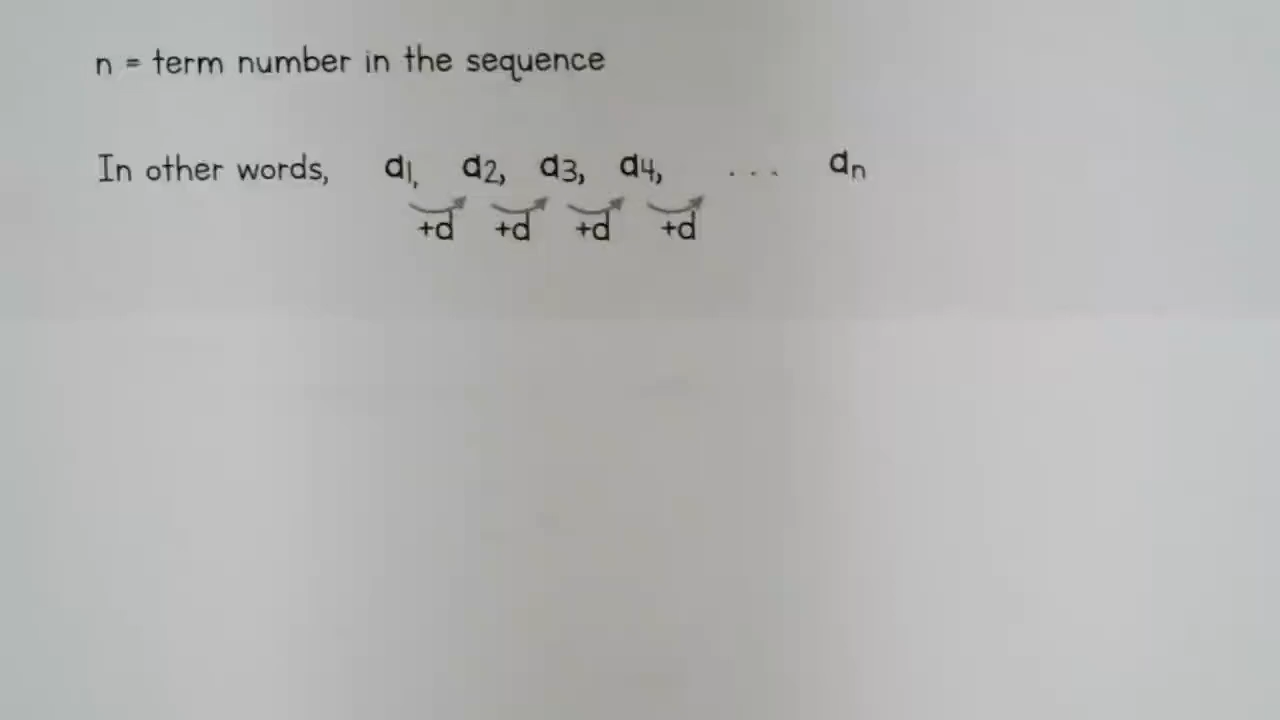 n = term number in the sequence
In other words, a1, a2, a3, a4, ... an
+d +d +d +d